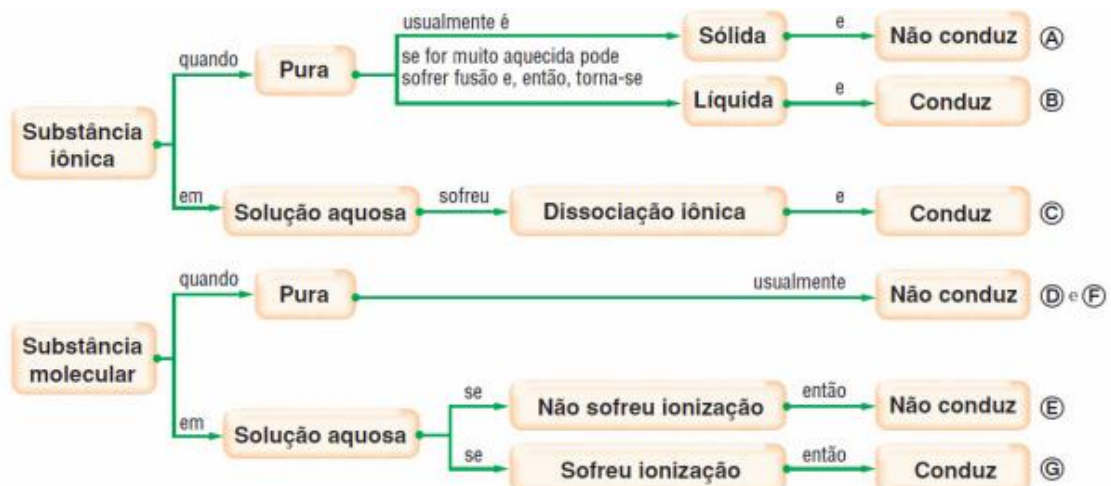 usualmente é
Sólida
e
Não conduz
A
quando
Pura
se for muito aquecida pode
sofrer fusão e, então, torna-se
Líquida
e
Conduz
B
Substância
iônica
em
Solução aquosa
sofreu
Dissociação iônica
e
Conduz
C
quando
Pura
usualmente
Não conduz
D e F
Substância
molecular
em
Solução aquosa
se
Não sofreu ionização
então
Não conduz
E
se
Sofreu ionização
então
Conduz
G